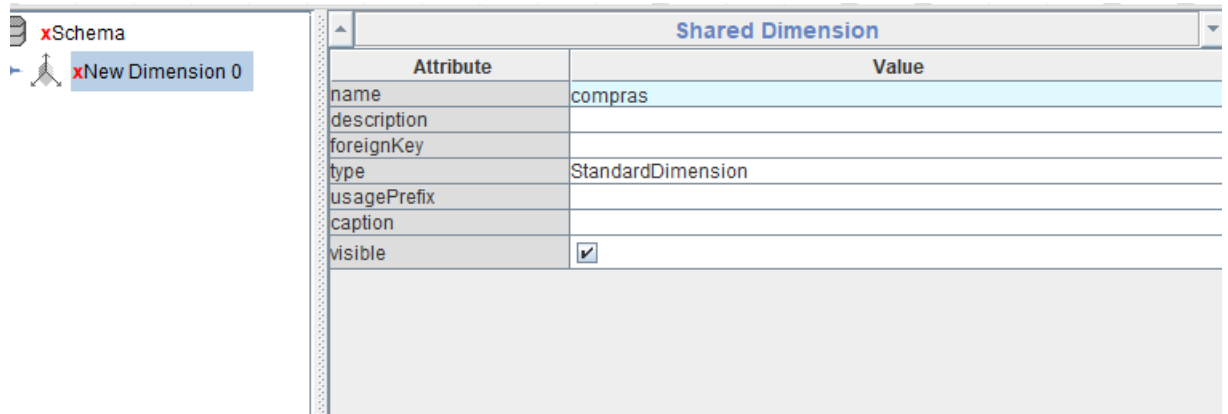 xSchema
xNew Dimension 0
Shared Dimension
Attribute Value
name compras
description
foreignKey
type StandardDimension
usagePrefix
caption
visible